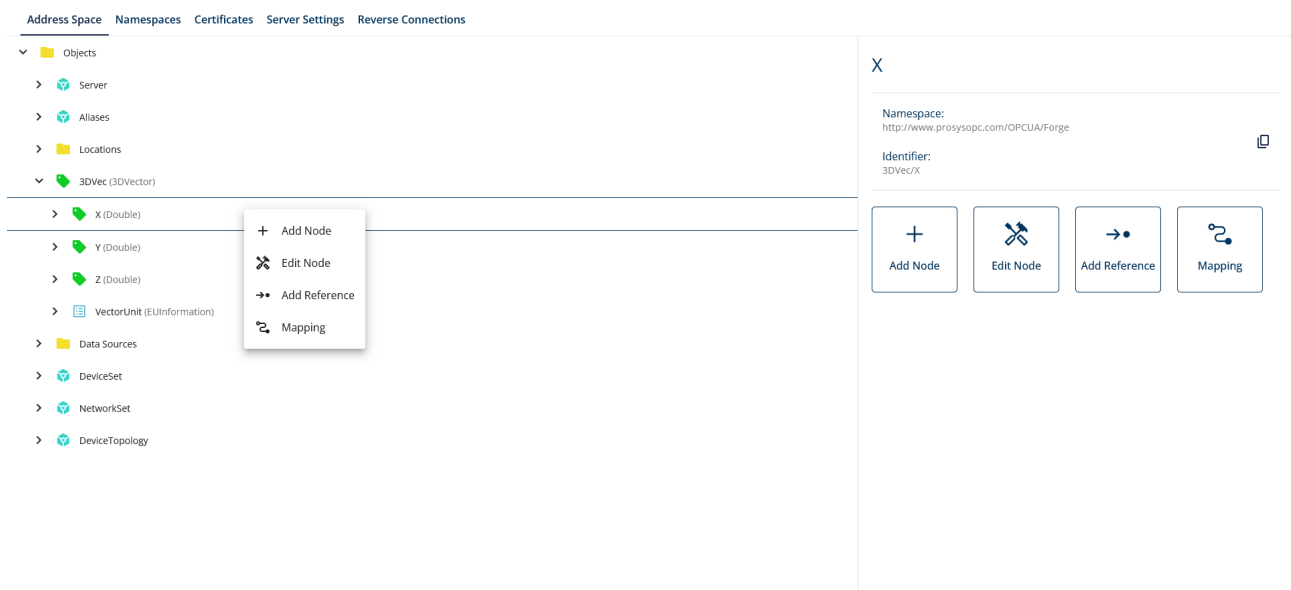 Address Space Namespaces Certificates Server Settings Reverse Connections
Objects
Server
Aliases
Locations
3DVec (3DVector)
X (Double)
Y (Double)
Z (Double)
VectorUnit (EUInformation)
Data Sources
DeviceSet
NetworkSet
DeviceTopology
Add Node
Edit Node
Add Reference
Mapping
X
Namespace:
http://www.prosysopc.com/OPCUA/Forge
Identifier:
3DVec/X
Add Node Edit Node Add Reference Mapping